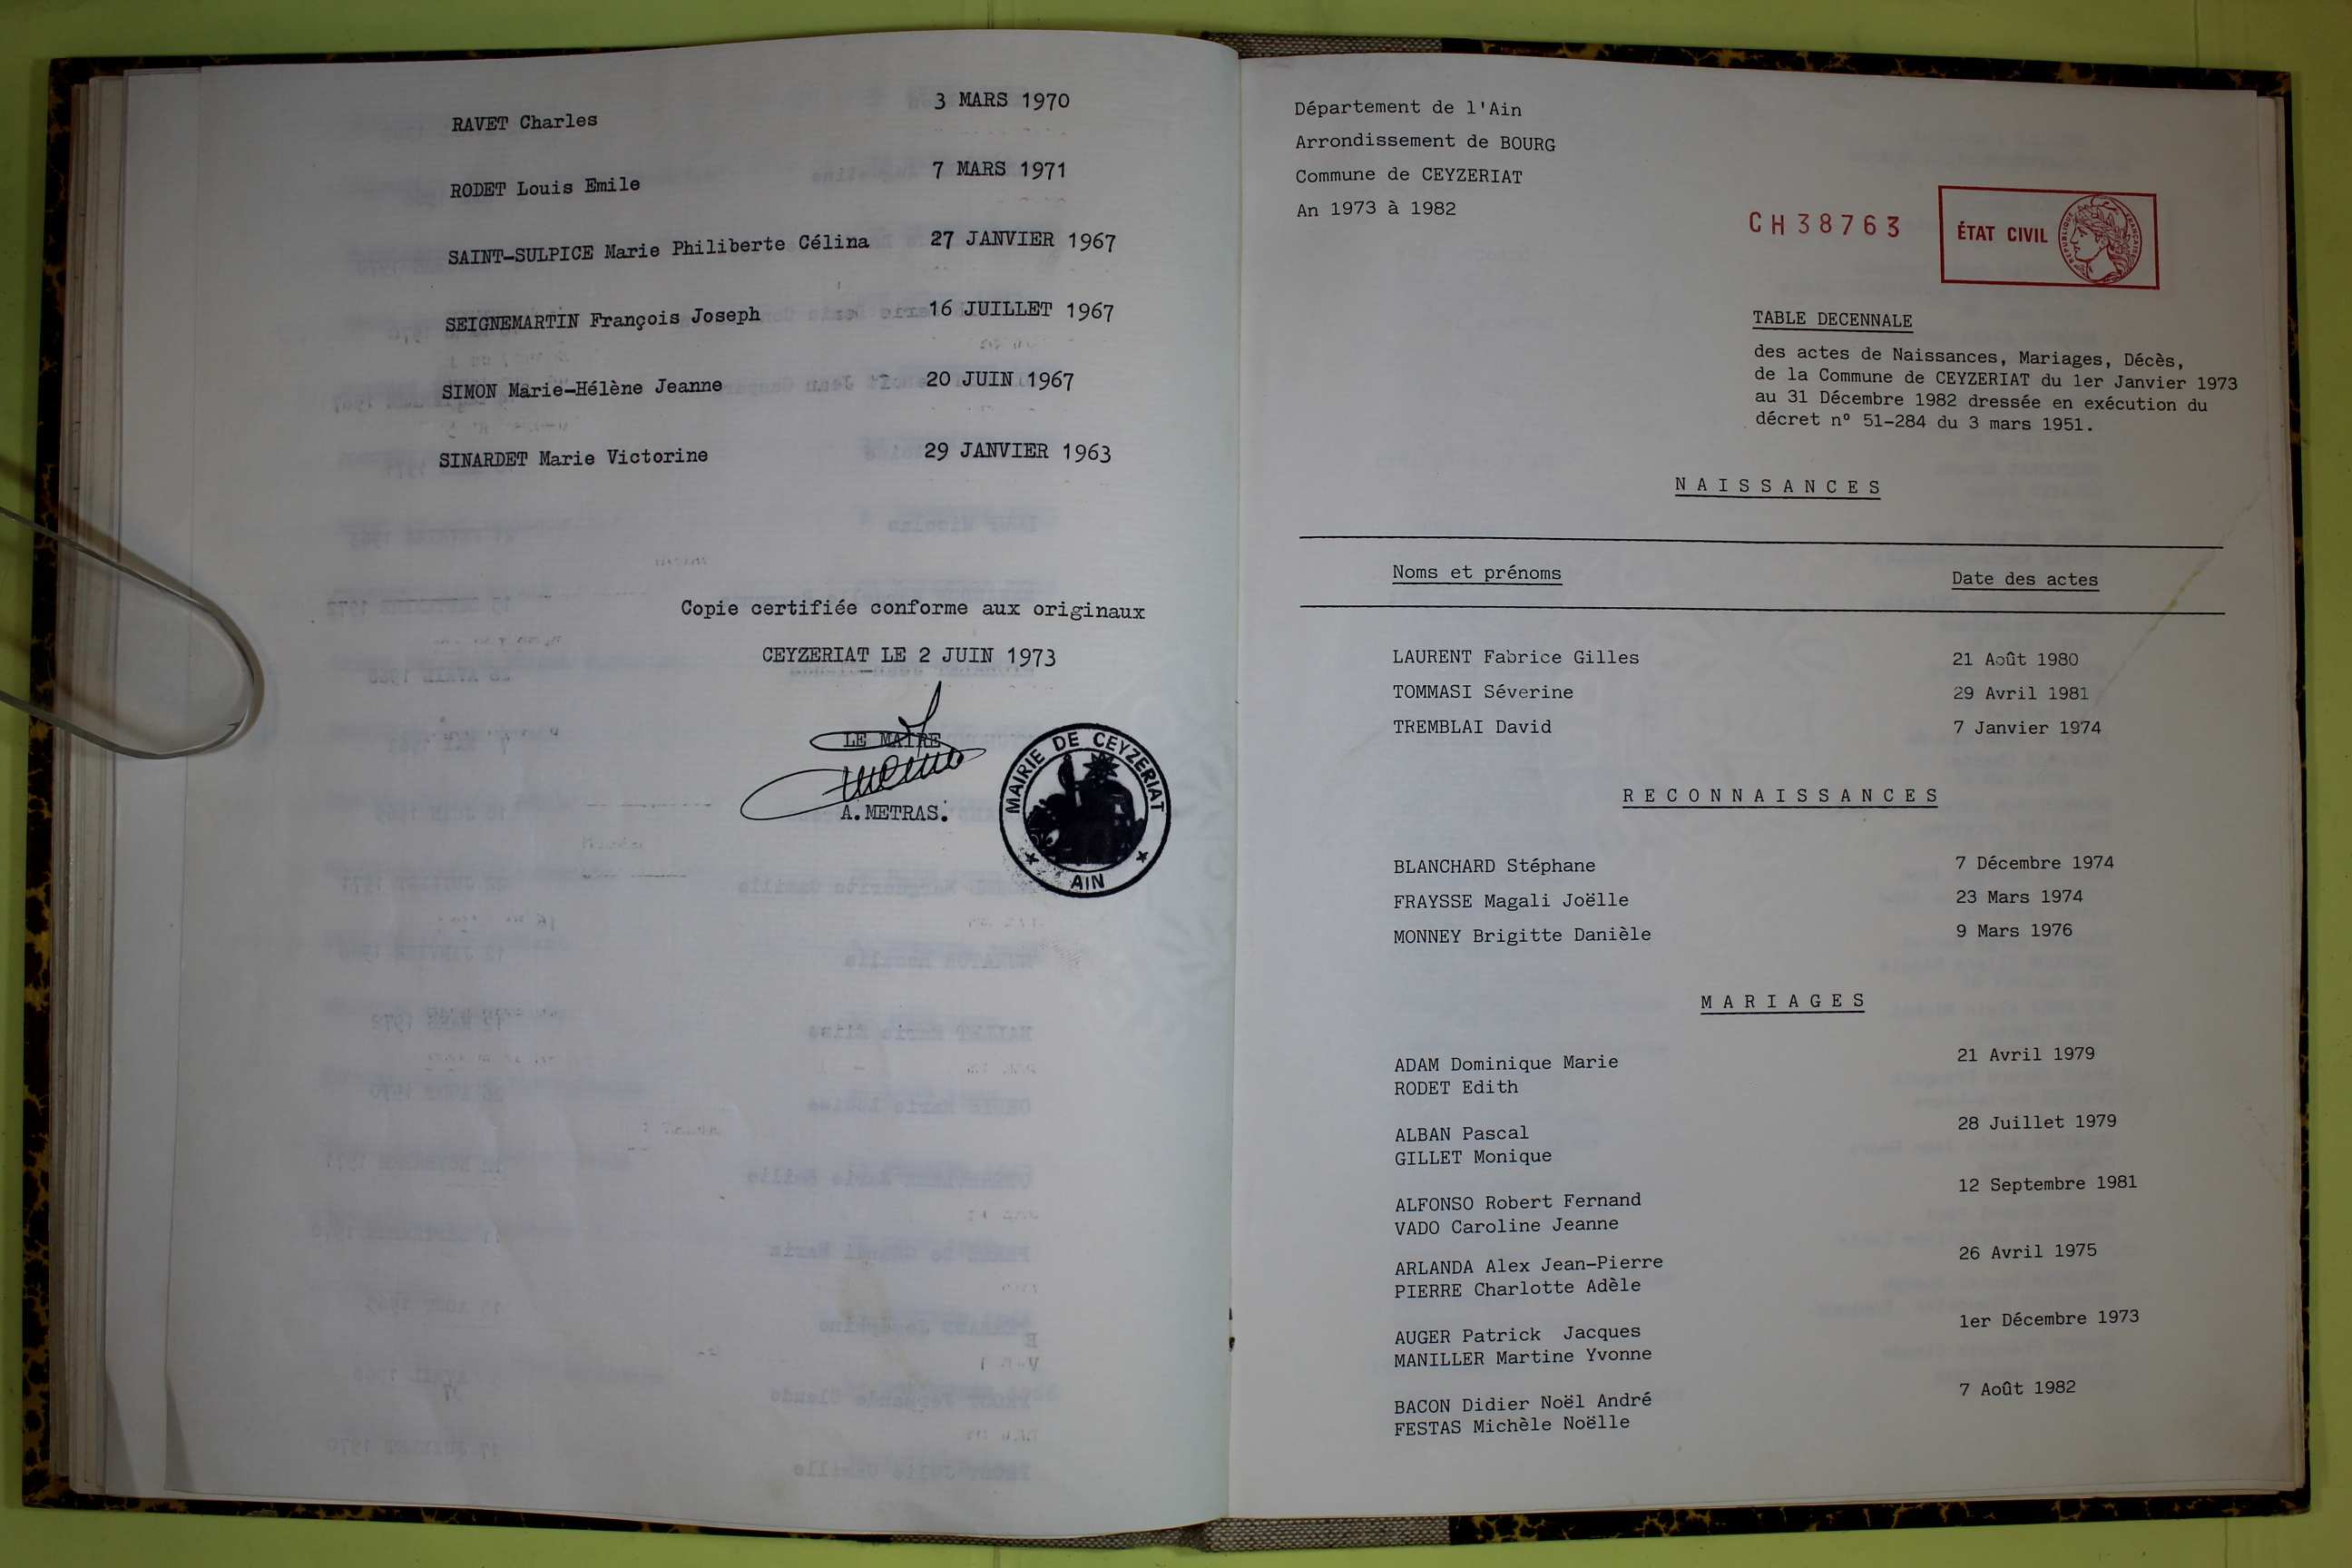 RAVET Charles 3 MARS 1970
RODET Louis Emile 7 MARS 1971
SAINT-SULPICE Marie Philiberte Célina 27 JANVIER 1967
SEIGNEMARTIN François Joseph 16 JUILLET 1967
SIMON Marie-Hélène Jeanne 20 JUIN 1967
SINARDET Marie Victorine 29 JANVIER 1963
Copie certifiée conforme aux originaux
CEYZERIAT LE 2 JUIN 1973
LE MAIRE
A. METRAS.
MAIRIE DE CEYZERIAT
AIN
Département de l'Ain
Arrondissement de BOURG
Commune de CEYZERIAT
An 1973 à 1982
CH38763
ÉTAT CIVIL
RÉPUBLIQUE FRANÇAISE
TABLE DECENNALE
des actes de Naissances, Mariages, Décès,
de la Commune de CEYZERIAT du 1er Janvier 1973
au 31 Décembre 1982 dressée en exécution du
décret n° 51-284 du 3 mars 1951.
NAISSANCES
Noms et prénoms Date des actes
LAURENT Fabrice Gilles 21 Août 1980
TOMMASI Séverine 29 Avril 1981
TREMBLAI David 7 Janvier 1974
RECONNAISSANCES
BLANCHARD Stéphane 7 Décembre 1974
FRAYSSE Magali Joëlle 23 Mars 1974
MONNEY Brigitte Danièle 9 Mars 1976
MARIAGES
ADAM Dominique Marie 21 Avril 1979
RODET Edith
ALBAN Pascal 28 Juillet 1979
GILLET Monique
ALFONSO Robert Fernand 12 Septembre 1981
VADO Caroline Jeanne
ARLANDA Alex Jean-Pierre 26 Avril 1975
PIERRE Charlotte Adèle
AUGER Patrick Jacques 1er Décembre 1973
MANILLER Martine Yvonne
BACON Didier Noël André 7 Août 1982
FESTAS Michèle Noëlle